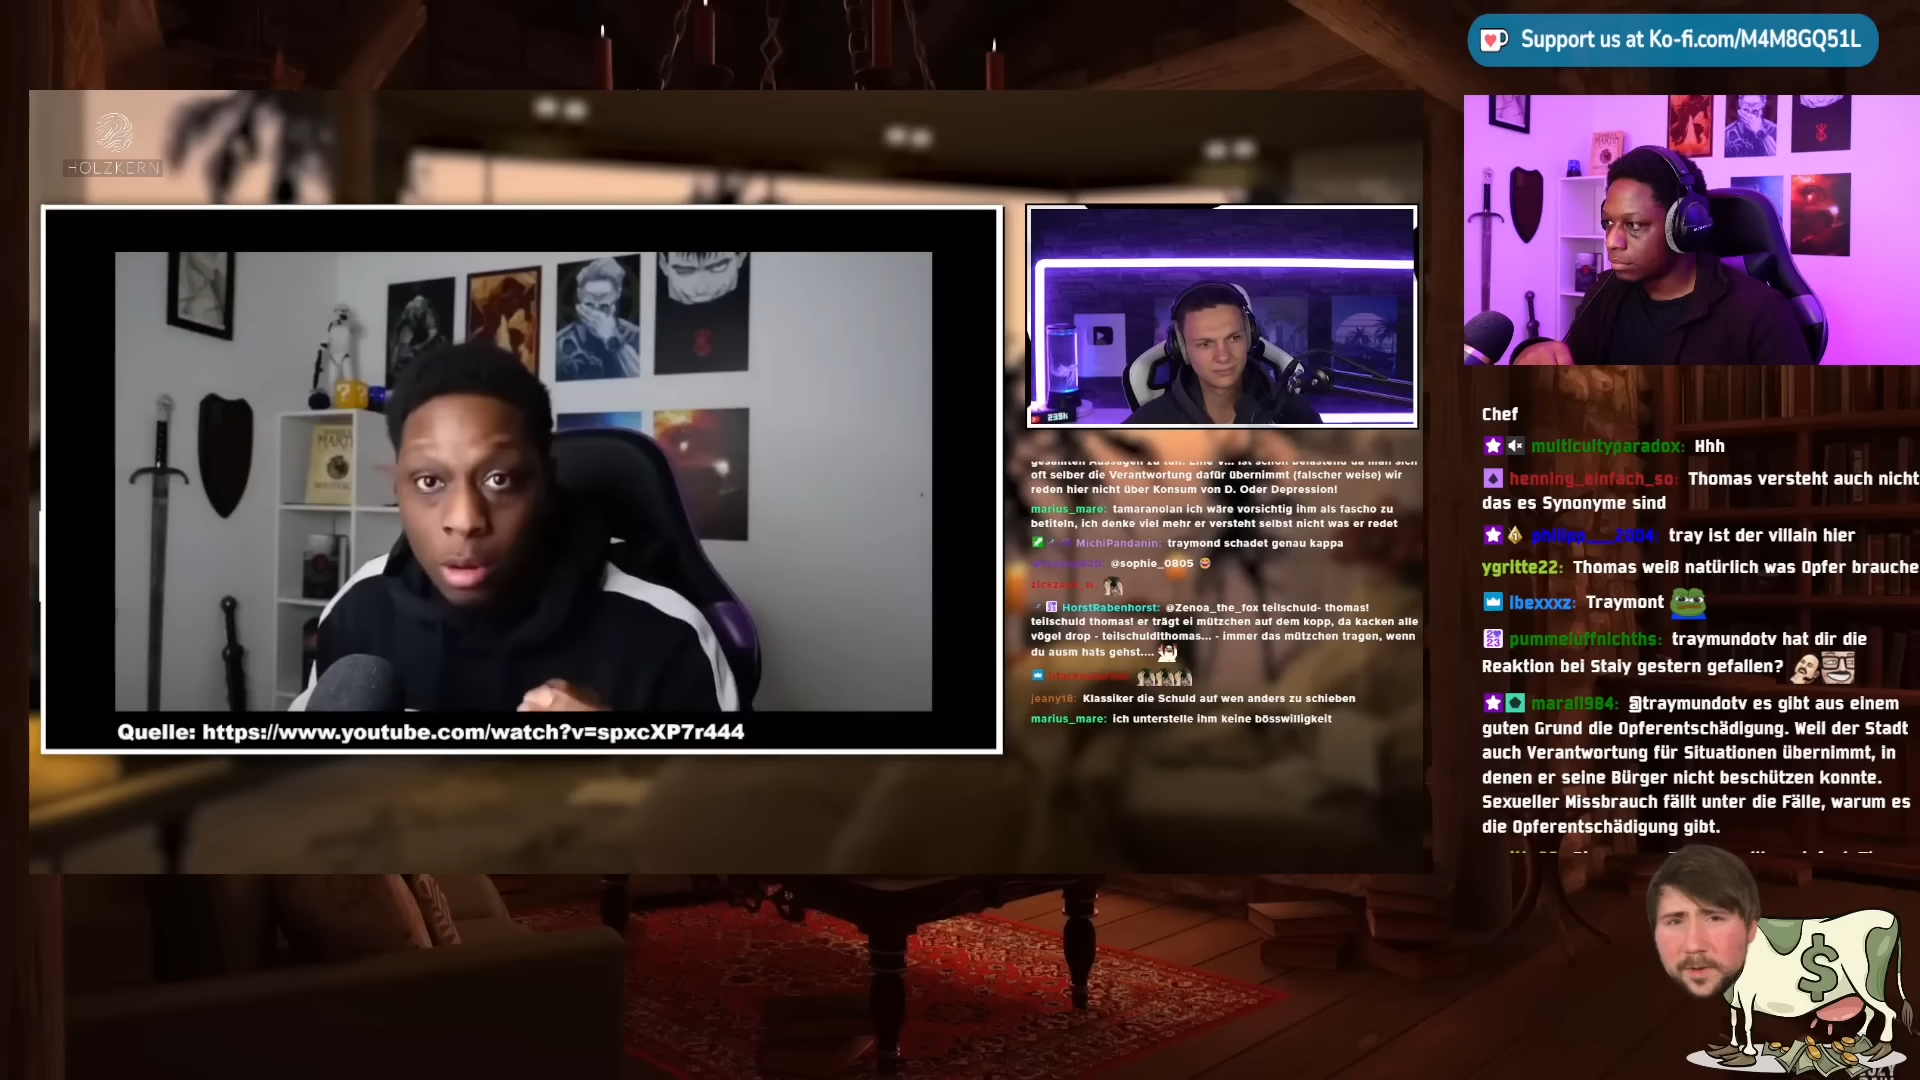 Support us at Ko-fi.com/M4M8GQ51L
HOLZKERN
MARTIN
239k
Quelle: https://www.youtube.com/watch?v=spxcXP7r444
oft selber die Verantwortung dafür übernimmt (falscher weise) wir
reden hier nicht über Konsum von D. Oder Depression!
marius_mare: tamaranolan ich wäre vorsichtig ihm als fascho zu
betiteln, ich denke viel mehr er versteht selbst nicht was er redet
MichiPandanin: traymond schadet genau kappa
@sophie_0805
HorstRabenhorst: @Zenoa_the_fox teilschuld- thomas!
teilschuld thomas! er trägt ei mützchen auf dem kopp, da kacken alle
vögel drop - teilschuldlthomas... - immer das mützchen tragen, wenn
du ausm hats gehst....
jeany18: Klassiker die Schuld auf wen anders zu schieben
marius_mare: ich unterstelle ihm keine bösswilligkeit
Chef
multicultyparadox: Hhh
henning_einfach_so: Thomas versteht auch nicht
das es Synonyme sind
philipp___2004: tray ist der villain hier
ygritte22: Thomas weiß natürlich was Opfer brauche
ibexxxz: Traymont
pummeluffnichths: traymundotv hat dir die
Reaktion bei Staiy gestern gefallen?
marali984: @traymundotv es gibt aus einem
guten Grund die Opferentschädigung. Weil der Stadt
auch Verantwortung für Situationen übernimmt, in
denen er seine Bürger nicht beschützen konnte.
Sexueller Missbrauch fällt unter die Fälle, warum es
die Opferentschädigung gibt.
$